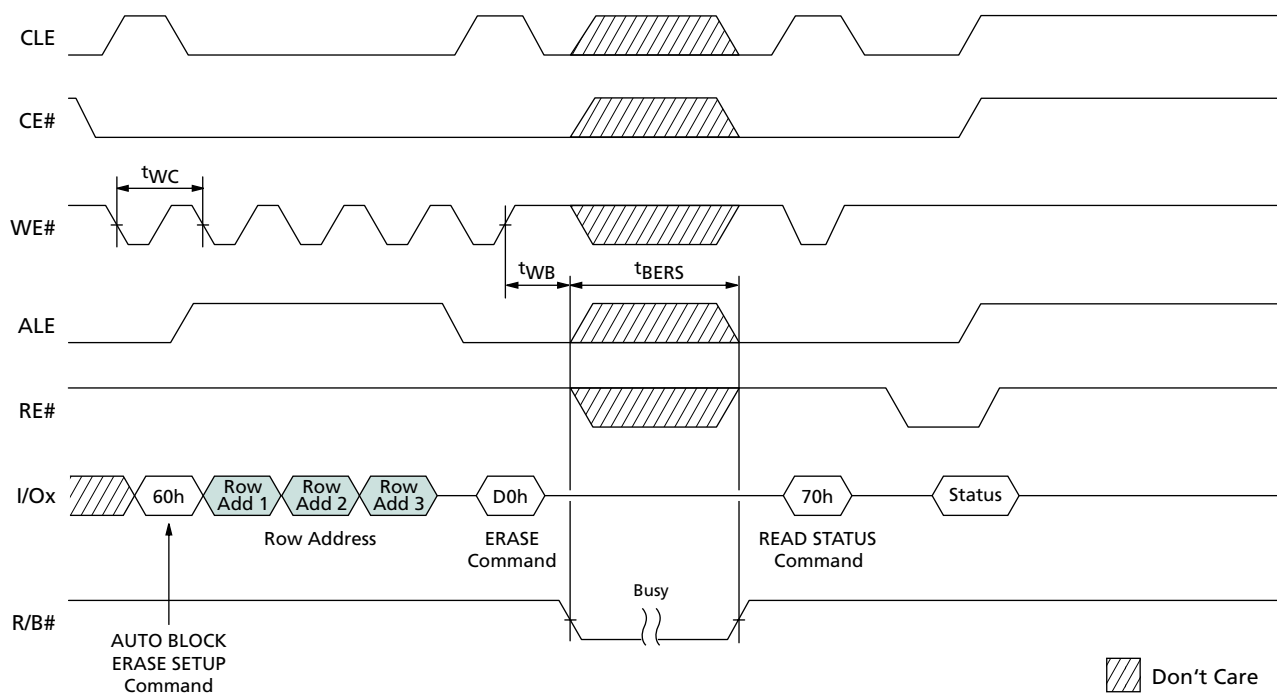 CLE
CE#
tWC
WE#
tWB
tBERS
ALE
RE#
I/Ox
60h
Row
Add 1
Row
Add 2
Row
Add 3
D0h
70h
Status
Row Address
ERASE
Command
READ STATUS
Command
Busy
R/B#
AUTO BLOCK
ERASE SETUP
Command
Don't Care